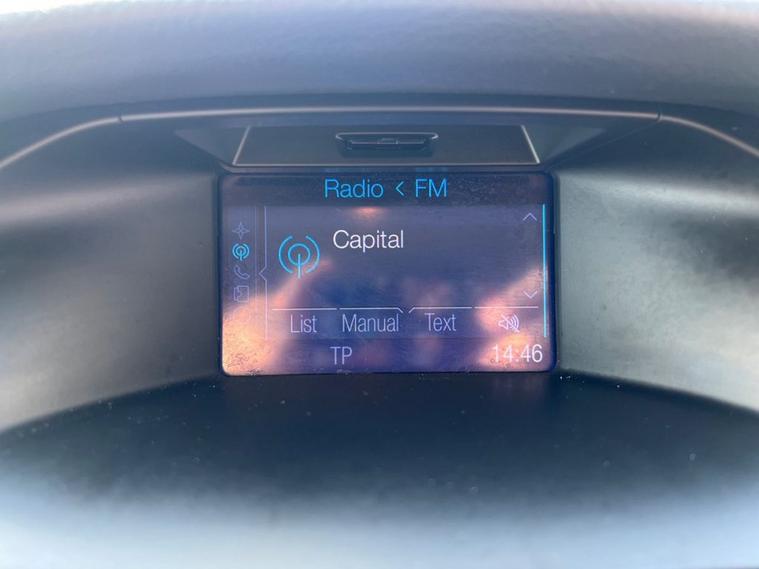 Radio < FM
Capital
List Manual Text
TP 14:46